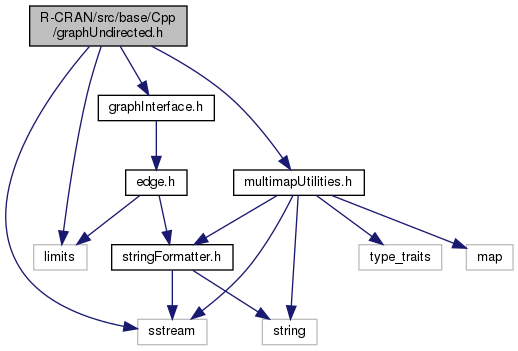 R-CRAN/src/base/Cpp
/graphUndirected.h
graphInterface.h
edge.h
multimapUtilities.h
limits
stringFormatter.h
type_traits
map
sstream
string